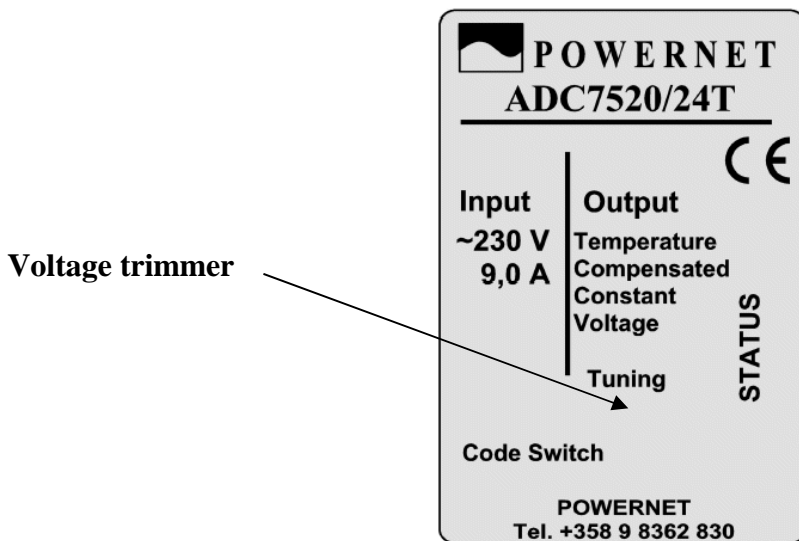 POWERNET
ADC7520/24T
CE
Input
~230 V
9,0 A
Output
Temperature
Compensated
Constant
Voltage
Voltage trimmer
Tuning
STATUS
Code Switch
POWERNET
Tel. +358 9 8362 830